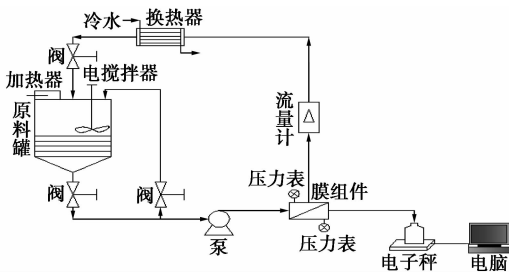 冷水
换热器
阀
加热器
电搅拌器
原料罐
流量计
阀
阀
压力表
膜组件
泵
压力表
电子秤
电脑